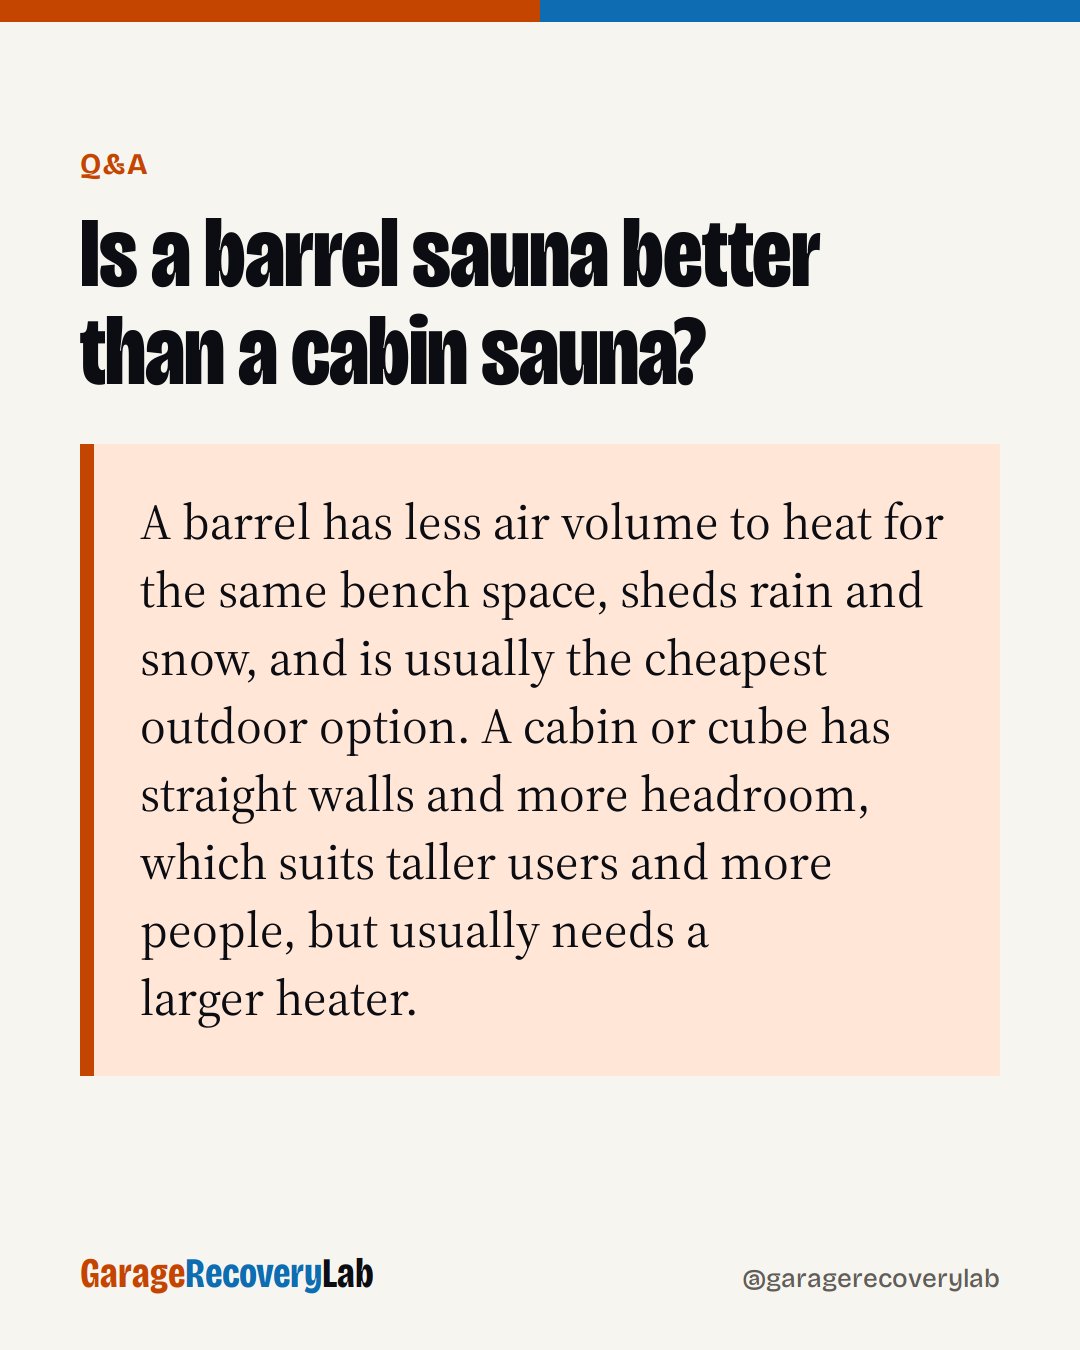 Q&A
Is a barrel sauna better
than a cabin sauna?
A barrel has less air volume to heat for
the same bench space, sheds rain and
snow, and is usually the cheapest
outdoor option. A cabin or cube has
straight walls and more headroom,
which suits taller users and more
people, but usually needs a
larger heater.
GarageRecoveryLab
@garagerecoverylab